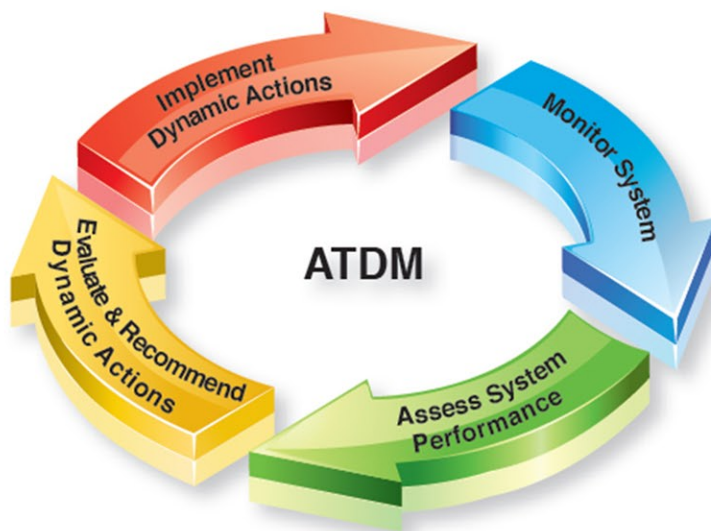 Implement
Dynamic Actions
Monitor System
ATDM
Evaluate & Recommend
Dynamic Actions
Assess System
Performance